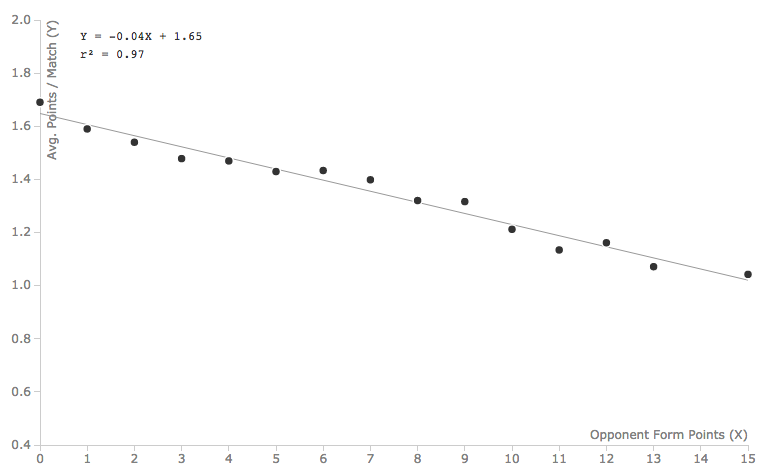 2.0
Y = -0.04X + 1.65
r² = 0.97
Avg. Points / Match (Y)
1.8
1.6
1.4
1.2
1.0
0.8
0.6
0.4
Opponent Form Points (X)
0 1 2 3 4 5 6 7 8 9 10 11 12 13 14 15